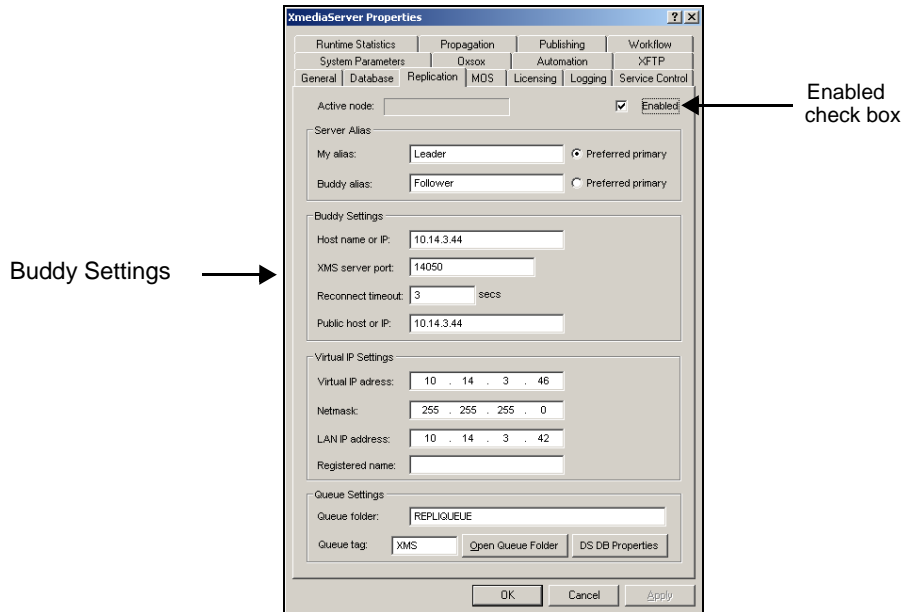 XmediaServer Properties
Runtime Statistics Propagation Publishing Workflow
System Parameters Oxsox Automation XFTP
General Database Replication MOS Licensing Logging Service Control
Active node: Enabled
Enabled
check box
Server Alias
My alias: Leader Preferred primary
Buddy alias: Follower Preferred primary
Buddy Settings
Buddy Settings
Host name or IP: 10.14.3.44
XMS server port: 14050
Reconnect timeout: 3 secs
Public host or IP: 10.14.3.44
Virtual IP Settings
Virtual IP adress: 10 . 14 . 3 . 46
Netmask: 255 . 255 . 255 . 0
LAN IP address: 10 . 14 . 3 . 42
Registered name:
Queue Settings
Queue folder: REPLIQUEUE
Queue tag: XMS Open Queue Folder DS DB Properties
OK Cancel Apply